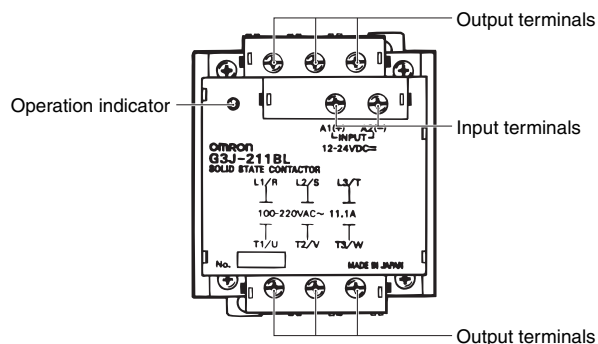 Output terminals
Operation indicator
Input terminals
A1(+) A2(-)
INPUT
12-24VDC⎓
OMRON
G3J-211BL
SOLID STATE CONTACTOR
L1/R L2/S L3/T
100-220VAC~ 11.1A
T1/U T2/V T3/W
No. MADE IN JAPAN
Output terminals